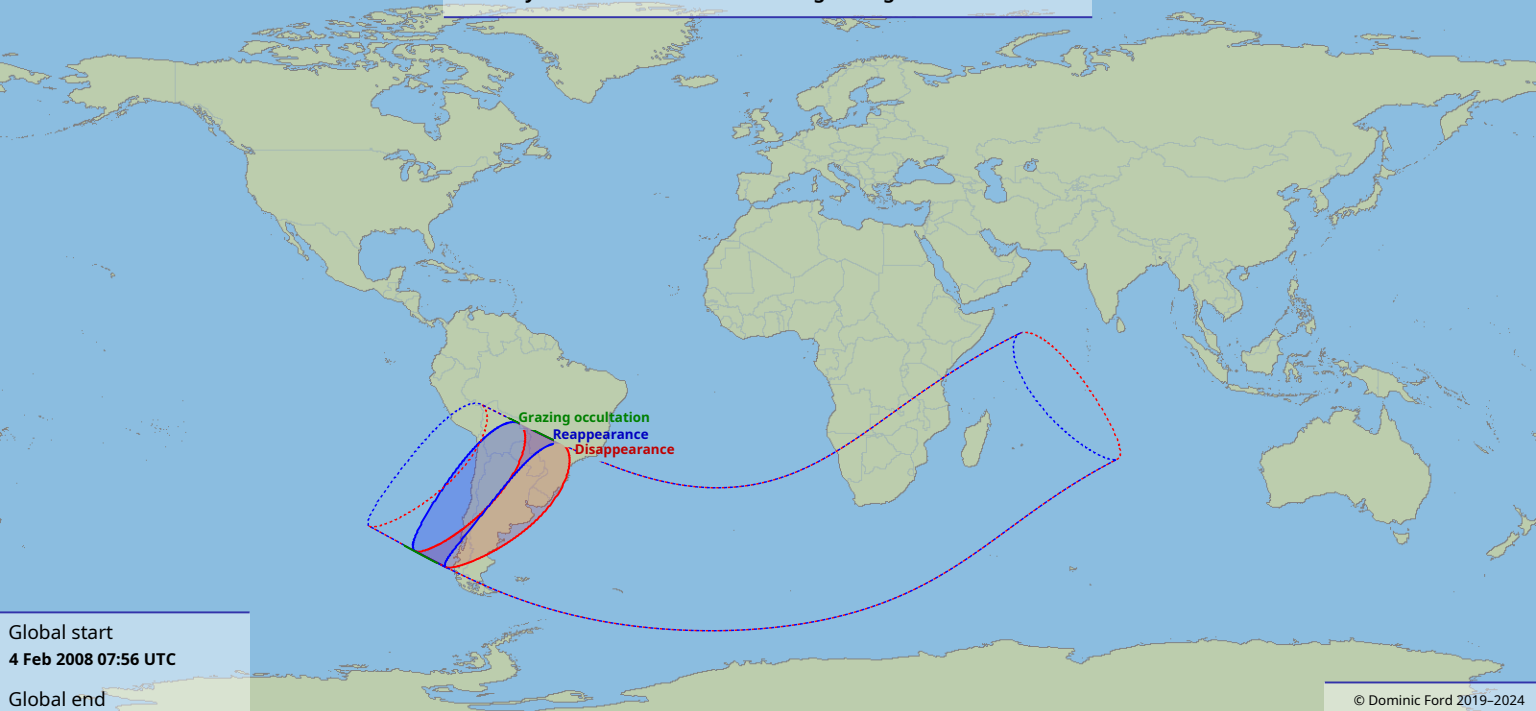 Grazing occultation
Reappearance
Disappearance
Global start
4 Feb 2008 07:56 UTC
Global end
© Dominic Ford 2019–2024